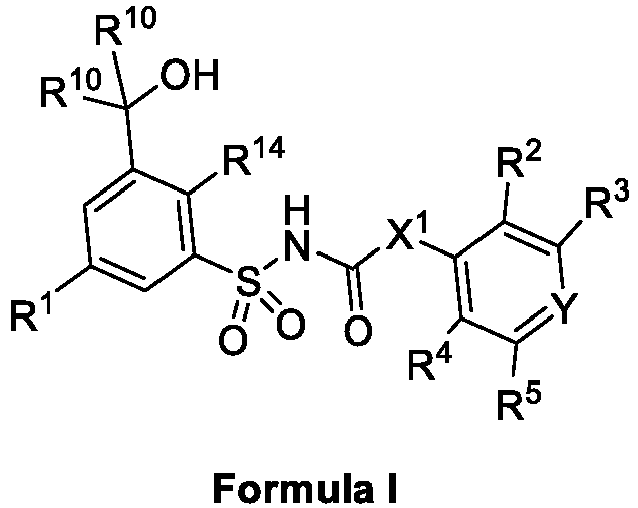 R¹⁰
R¹⁰ OH
R¹⁴ R²
H R³
N X¹
R¹ S Y
O O O R⁴
R⁵
Formula I